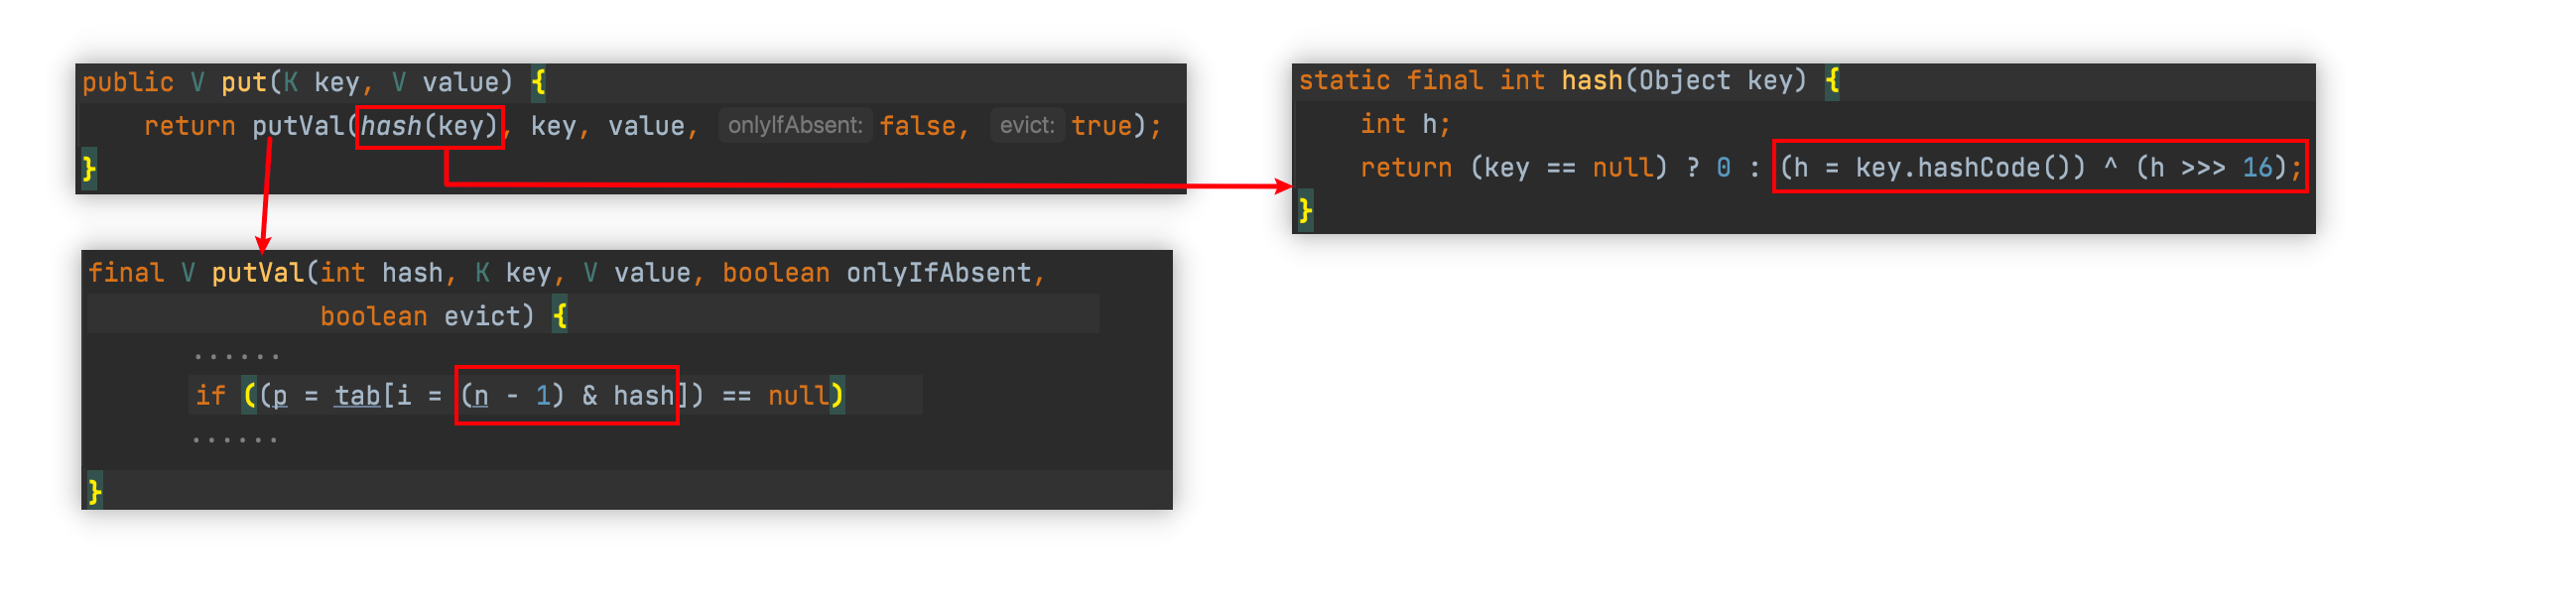 public V put(K key, V value) {
return putVal(hash(key), key, value, onlyIfAbsent: false, evict: true);
}
static final int hash(Object key) {
int h;
return (key == null) ? 0 : (h = key.hashCode()) ^ (h >>> 16);
}
final V putVal(int hash, K key, V value, boolean onlyIfAbsent,
boolean evict) {
......
if ((p = tab[i = (n - 1) & hash]) == null)
......
}